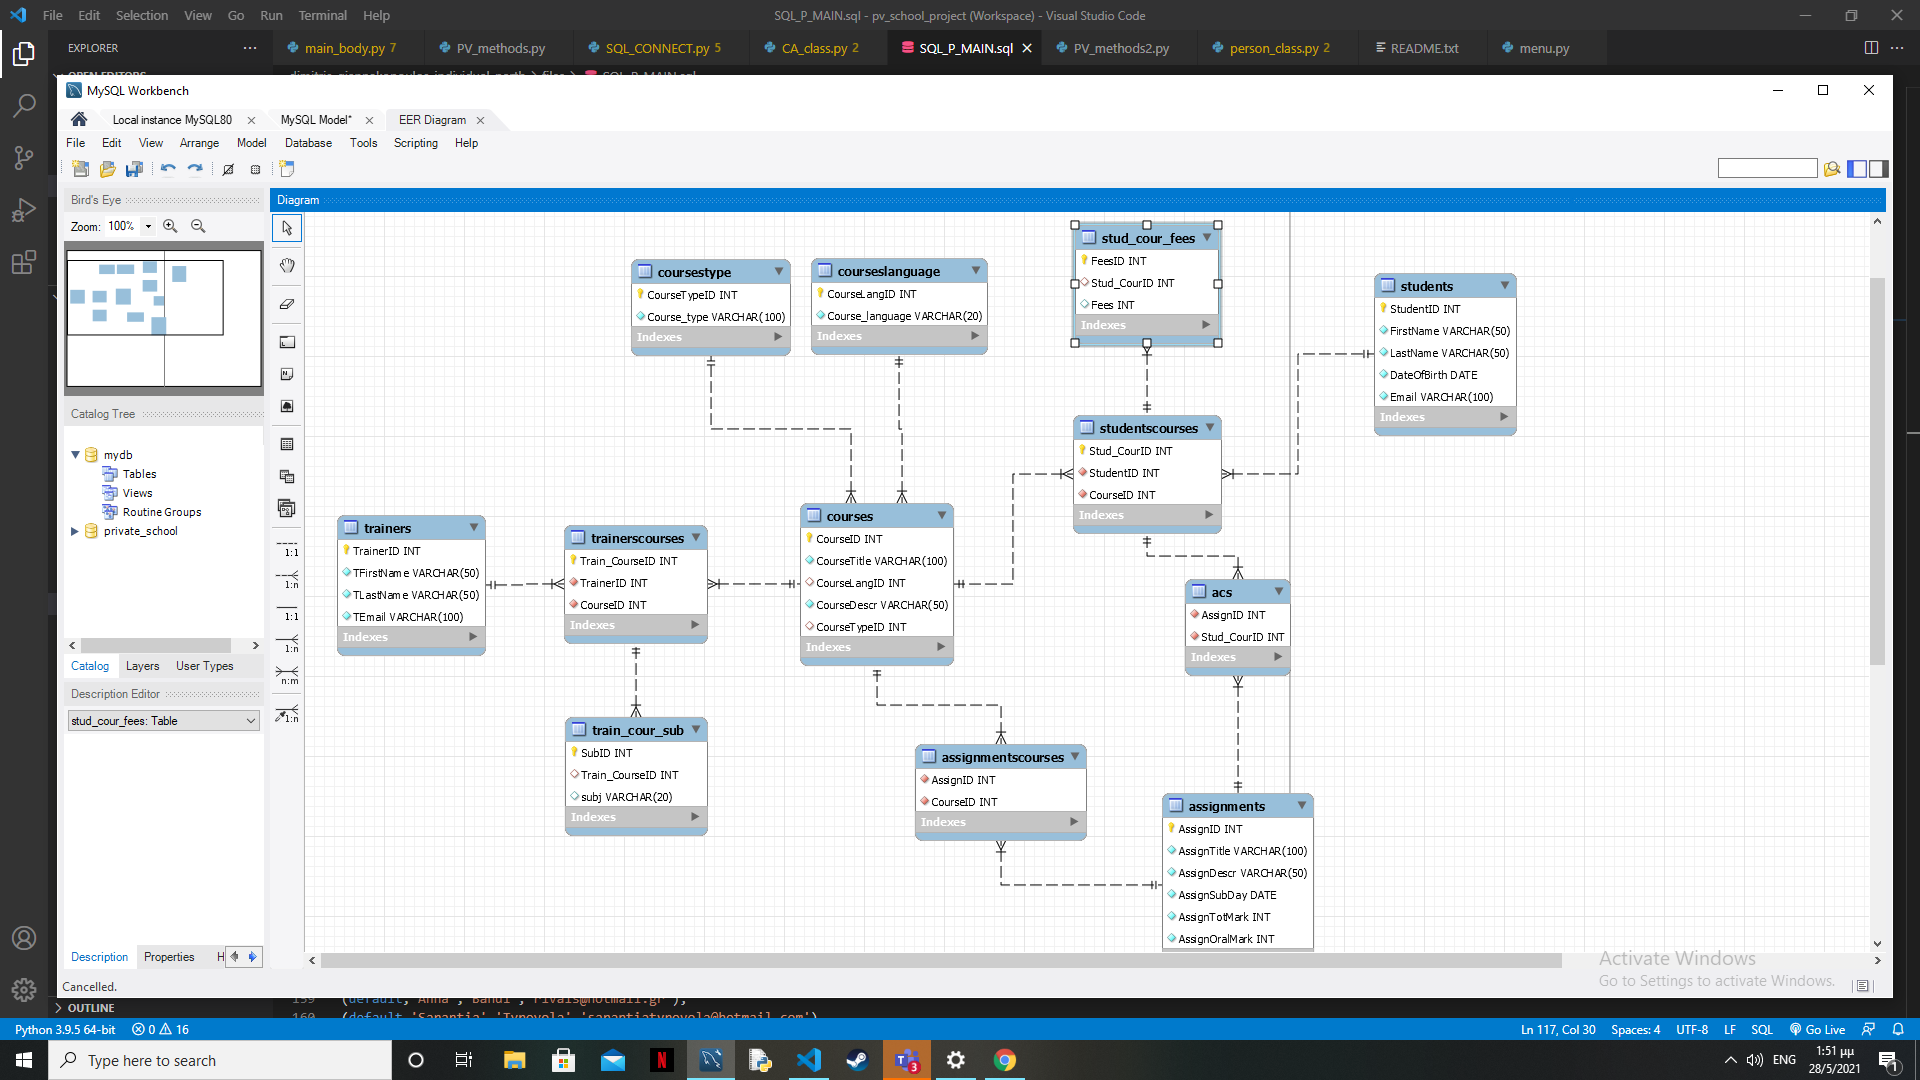 File Edit Selection View Go Run Terminal Help
SQL_P_MAIN.sql - pv_school_project (Workspace) - Visual Studio Code
EXPLORER
main_body.py 7
PV_methods.py
SQL_CONNECT.py 5
CA_class.py 2
SQL_P_MAIN.sql
PV_methods2.py
person_class.py 2
README.txt
menu.py
MySQL Workbench
Local instance MySQL80
MySQL Model*
EER Diagram
File Edit View Arrange Model Database Tools Scripting Help
Bird's Eye
Zoom: 100%
Catalog Tree
mydb
Tables
Views
Routine Groups
private_school
Catalog Layers User Types
Description Editor
stud_cour_fees: Table
Description Properties H
Cancelled.
Diagram
1:1
1:n
1:1
1:n
n:m
1:n
coursestype
CourseTypeID INT
Course_type VARCHAR(100)
Indexes
courseslanguage
CourseLangID INT
Course_language VARCHAR(20)
Indexes
stud_cour_fees
FeesID INT
Stud_CourID INT
Fees INT
Indexes
students
StudentID INT
FirstName VARCHAR(50)
LastName VARCHAR(50)
DateOfBirth DATE
Email VARCHAR(100)
Indexes
studentscourses
Stud_CourID INT
StudentID INT
CourseID INT
Indexes
trainers
TrainerID INT
TFirstName VARCHAR(50)
TLastName VARCHAR(50)
TEmail VARCHAR(100)
Indexes
trainerscourses
Train_CourseID INT
TrainerID INT
CourseID INT
Indexes
courses
CourseID INT
CourseTitle VARCHAR(100)
CourseLangID INT
CourseDescr VARCHAR(50)
CourseTypeID INT
Indexes
acs
AssignID INT
Stud_CourID INT
Indexes
train_cour_sub
SubID INT
Train_CourseID INT
subj VARCHAR(20)
Indexes
assignmentscourses
AssignID INT
CourseID INT
Indexes
assignments
AssignID INT
AssignTitle VARCHAR(100)
AssignDescr VARCHAR(50)
AssignSubDay DATE
AssignTotMark INT
AssignOralMark INT
Activate Windows
Go to Settings to activate Windows.
OUTLINE
Python 3.9.5 64-bit 0 16
Ln 117, Col 30 Spaces: 4 UTF-8 LF SQL Go Live
Type here to search
3
ENG
1:51 μμ
28/5/2021
1